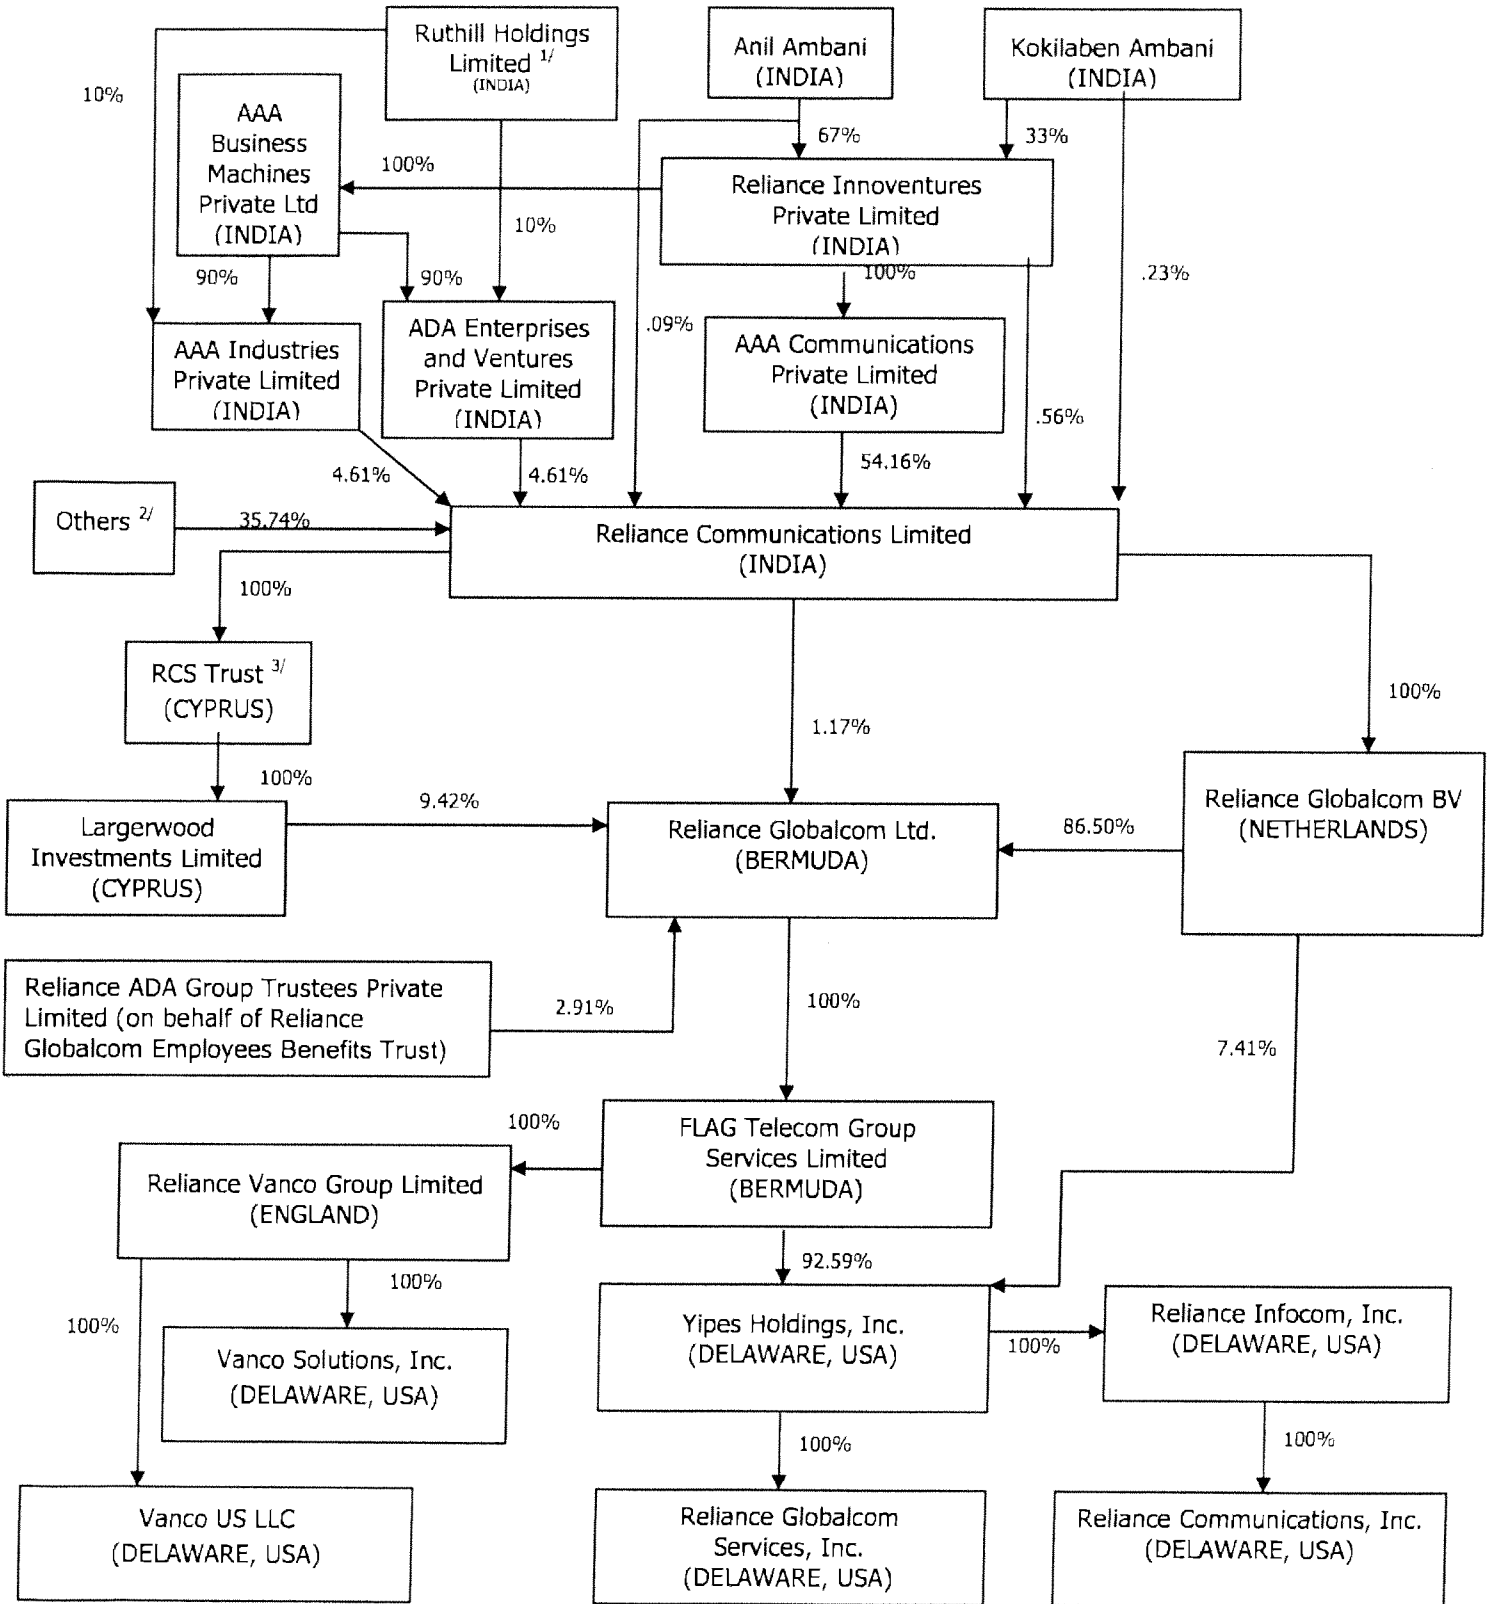 Ruthill Holdings
Limited 1/
(INDIA)
Anil Ambani
(INDIA)
Kokilaben Ambani
(INDIA)
10%
AAA
Business
Machines
Private Ltd
(INDIA)
100%
67%
33%
Reliance Innoventures
Private Limited
(INDIA)
10%
90%
90%
100%
.23%
AAA Industries
Private Limited
(INDIA)
ADA Enterprises
and Ventures
Private Limited
(INDIA)
.09%
AAA Communications
Private Limited
(INDIA)
.56%
4.61%
4.61%
54.16%
Others 2/
35.74%
Reliance Communications Limited
(INDIA)
100%
RCS Trust 3/
(CYPRUS)
100%
1.17%
100%
Largerwood
Investments Limited
(CYPRUS)
9.42%
Reliance Globalcom Ltd.
(BERMUDA)
86.50%
Reliance Globalcom BV
(NETHERLANDS)
Reliance ADA Group Trustees Private
Limited (on behalf of Reliance
Globalcom Employees Benefits Trust)
2.91%
100%
7.41%
100%
FLAG Telecom Group
Services Limited
(BERMUDA)
Reliance Vanco Group Limited
(ENGLAND)
92.59%
100%
100%
Vanco Solutions, Inc.
(DELAWARE, USA)
Yipes Holdings, Inc.
(DELAWARE, USA)
100%
Reliance Infocom, Inc.
(DELAWARE, USA)
100%
100%
Vanco US LLC
(DELAWARE, USA)
Reliance Globalcom
Services, Inc.
(DELAWARE, USA)
Reliance Communications, Inc.
(DELAWARE, USA)